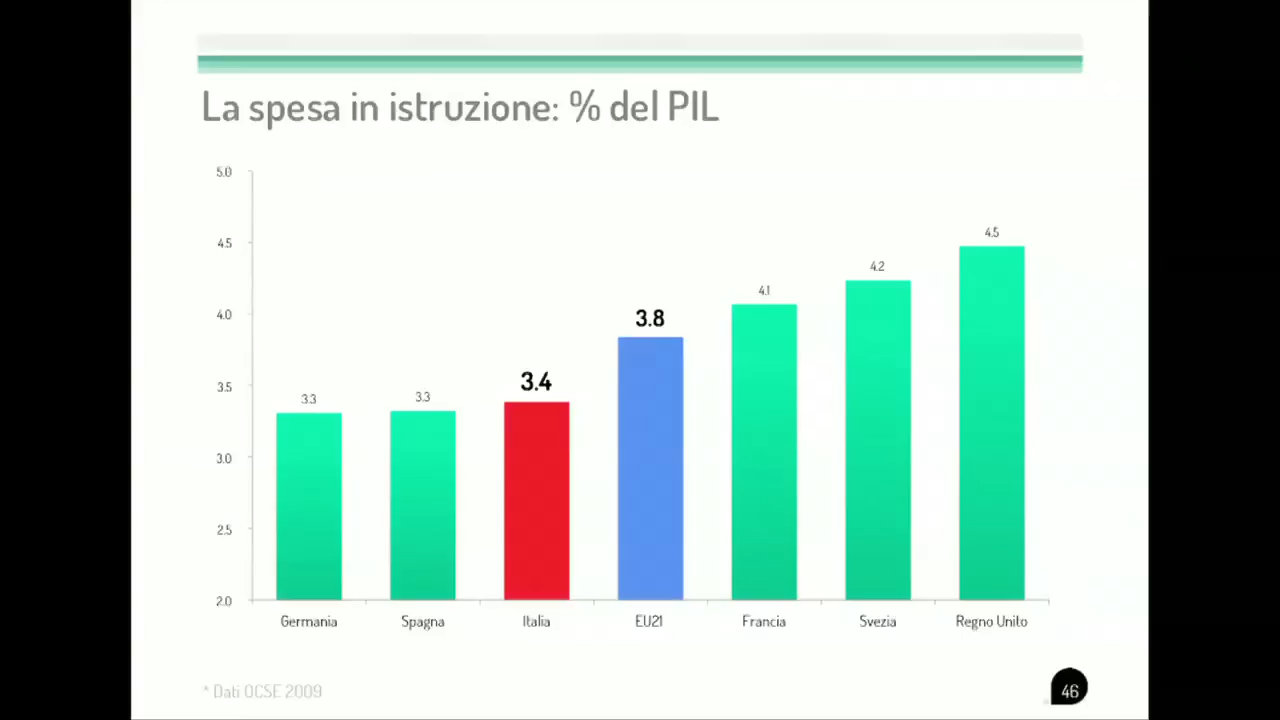 La spesa in istruzione: % del PIL
5.0
4.5
4.0
3.5
3.0
2.5
2.0
3.3
3.3
3.4
3.8
4.1
4.2
4.5
Germania
Spagna
Italia
EU21
Francia
Svezia
Regno Unito
* Dati OCSE 2009
46